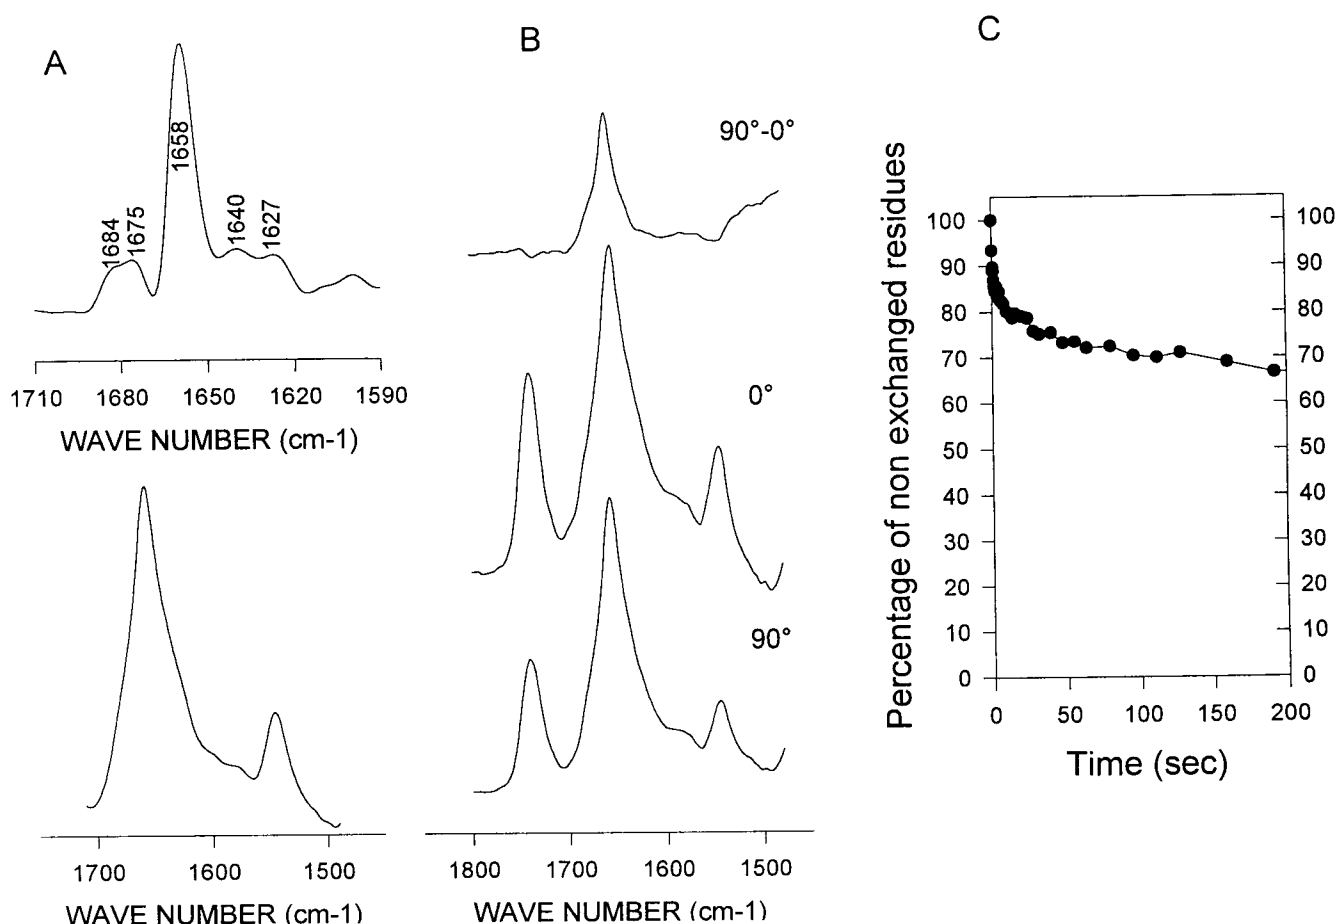 A
1684
1675
1658
1640
1627
1710 1680 1650 1620 1590
WAVE NUMBER (cm-1)
1700 1600 1500
WAVE NUMBER (cm-1)
B
90°-0°
0°
90°
1800 1700 1600 1500
WAVE NUMBER (cm-1)
C
Percentage of non exchanged residues
100
90
80
70
60
50
40
30
20
10
0
100
90
80
70
60
50
40
30
20
10
0
0 50 100 150 200
Time (sec)